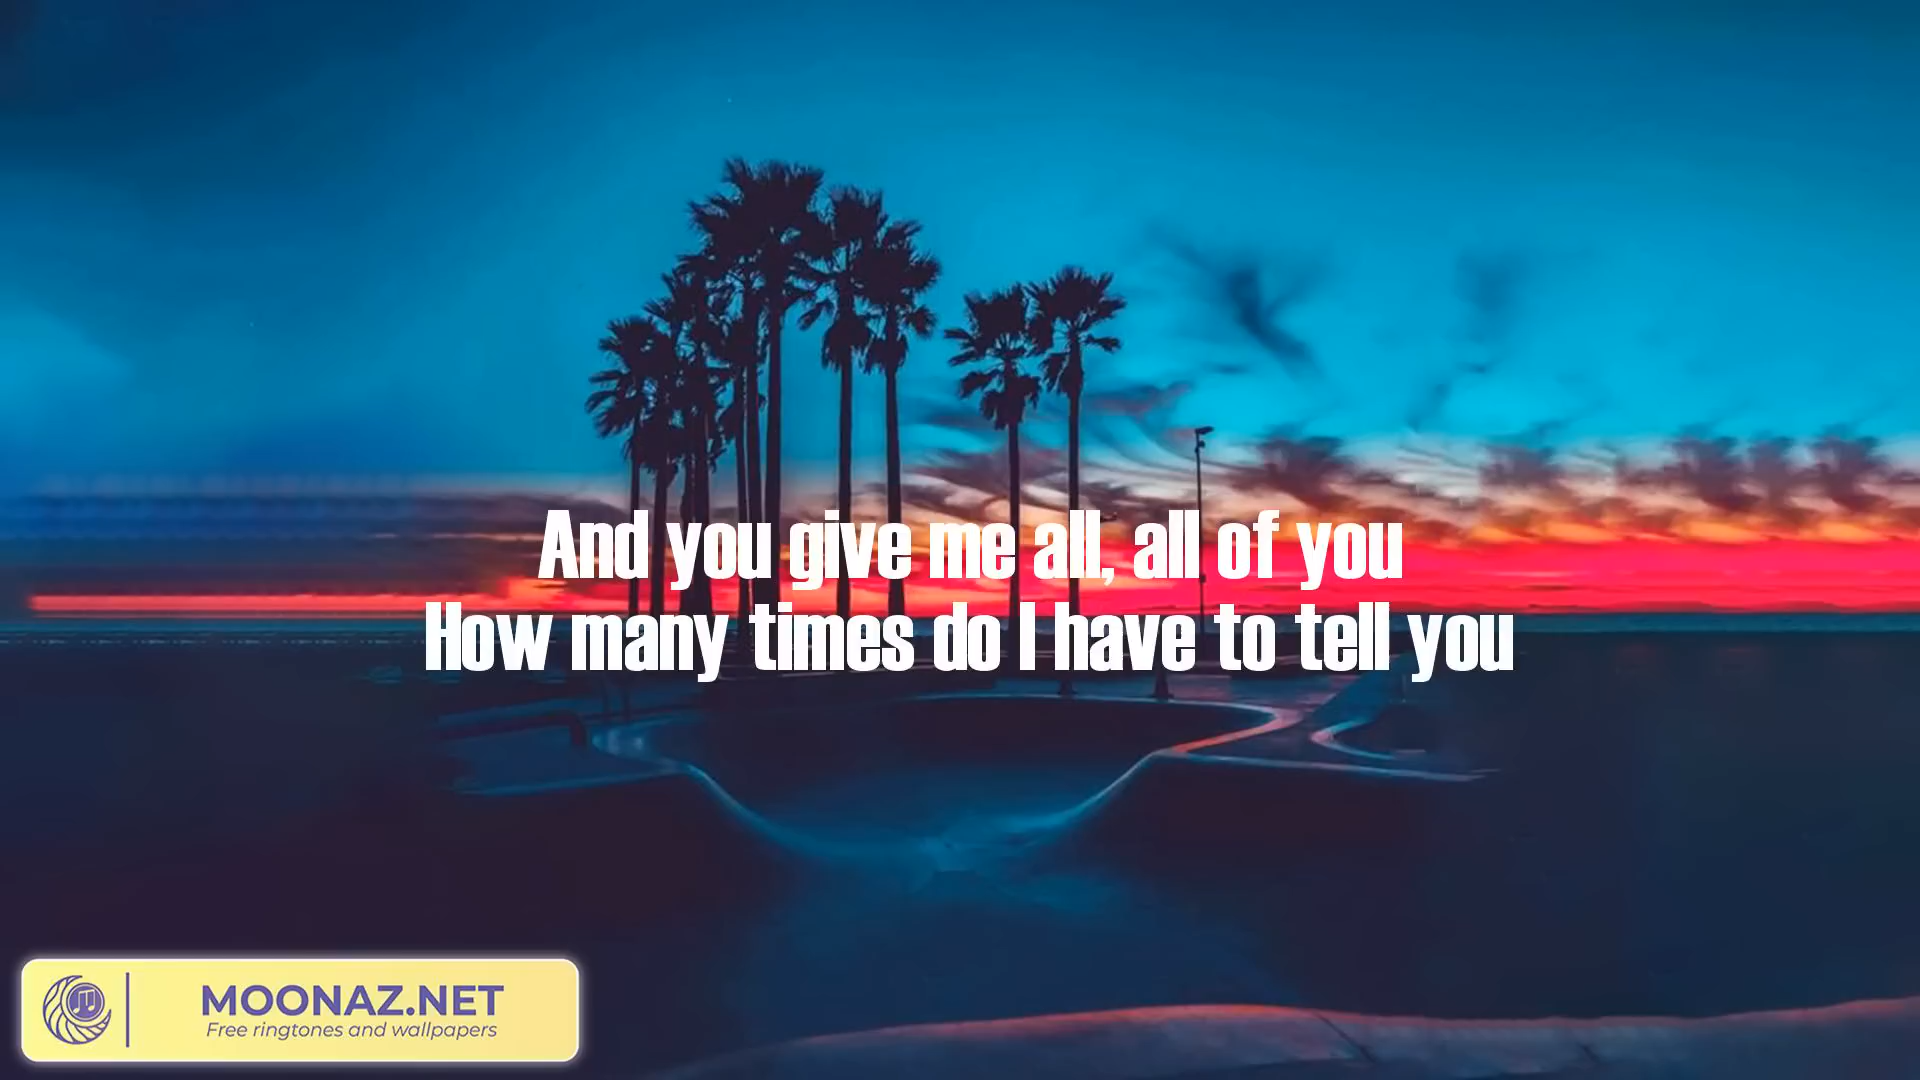 And you give me all, all of you
How many times do I have to tell you
MOONAZ.NET
Free ringtones and wallpapers